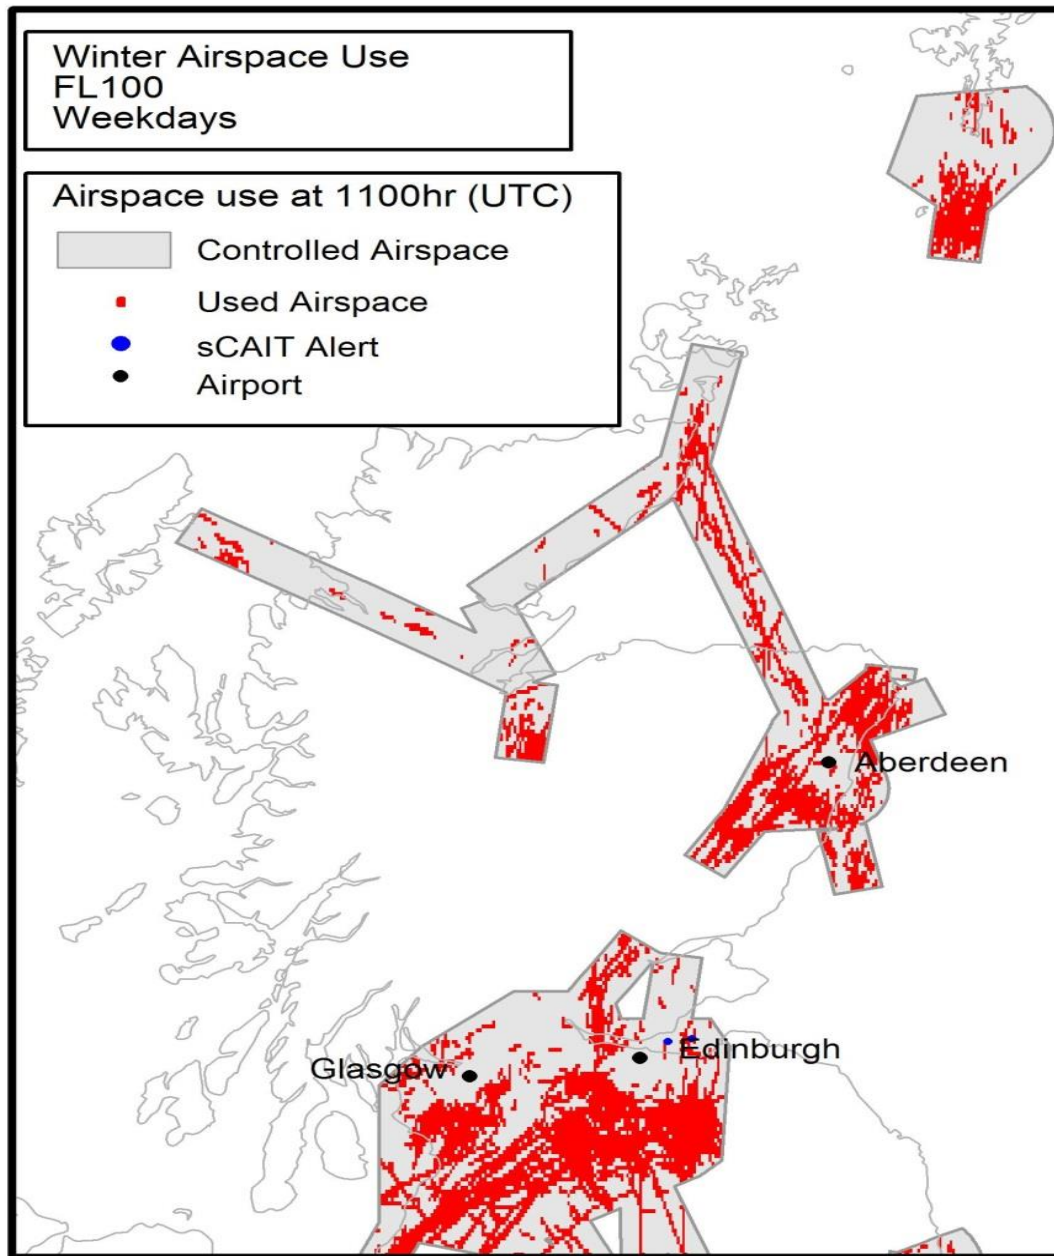 Winter Airspace Use
FL100
Weekdays
Airspace use at 1100hr (UTC)
Controlled Airspace
Used Airspace
sCAIT Alert
Airport
Aberdeen
Edinburgh
Glasgow